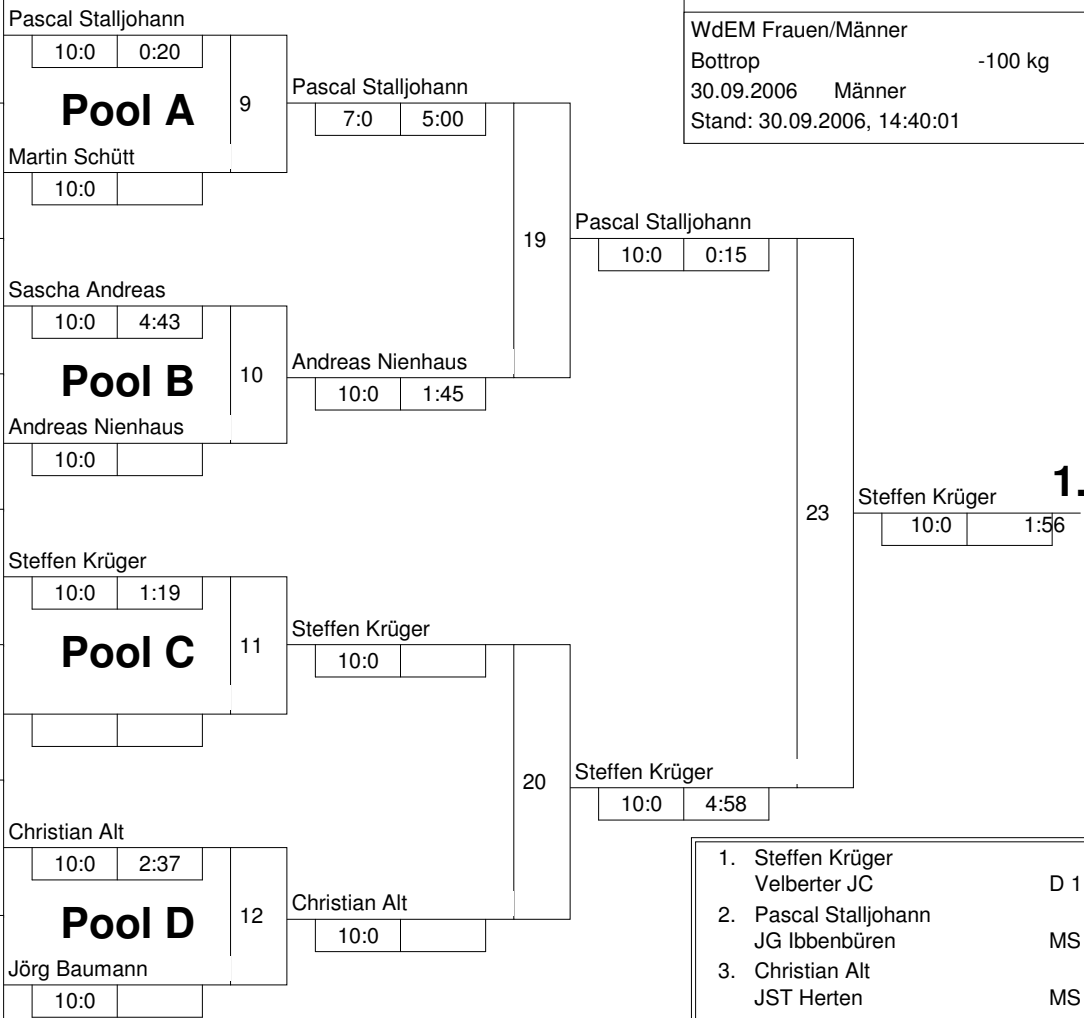 WdEM Frauen/Männer
Bottrop -100 kg
30.09.2006 Männer
Stand: 30.09.2006, 14:40:01
Pascal Stalljohann
10:0 0:20
Pool A
9
Martin Schütt
10:0
Pascal Stalljohann
7:0 5:00
Sascha Andreas
10:0 4:43
Pool B
10
Andreas Nienhaus
10:0
Andreas Nienhaus
10:0 1:45
19
Pascal Stalljohann
10:0 0:15
Steffen Krüger
10:0 1:19
Pool C
11
Steffen Krüger
10:0
Christian Alt
10:0 2:37
Pool D
12
Jörg Baumann
10:0
Christian Alt
10:0
20
Steffen Krüger
10:0 4:58
23
Steffen Krüger 1.
10:0 1:56
1. Steffen Krüger
Velberter JC D 1
2. Pascal Stalljohann
JG Ibbenbüren MS
3. Christian Alt
JST Herten MS